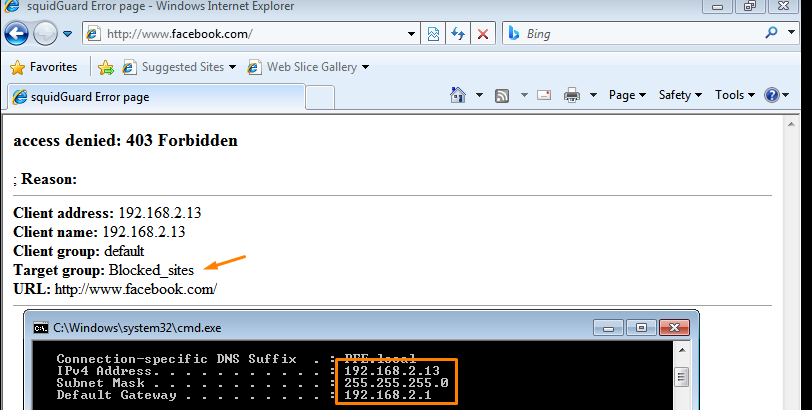 squidGuard Error page - Windows Internet Explorer
http://www.facebook.com/
Bing
Favorites
Suggested Sites
Web Slice Gallery
squidGuard Error page
Page
Safety
Tools
access denied: 403 Forbidden
; Reason:
Client address: 192.168.2.13
Client name: 192.168.2.13
Client group: default
Target group: Blocked_sites
URL: http://www.facebook.com/
C:\Windows\system32\cmd.exe
Connection-specific DNS Suffix . : PFE.local
IPv4 Address. . . . . . . . . . . : 192.168.2.13
Subnet Mask . . . . . . . . . . . : 255.255.255.0
Default Gateway . . . . . . . . . : 192.168.2.1